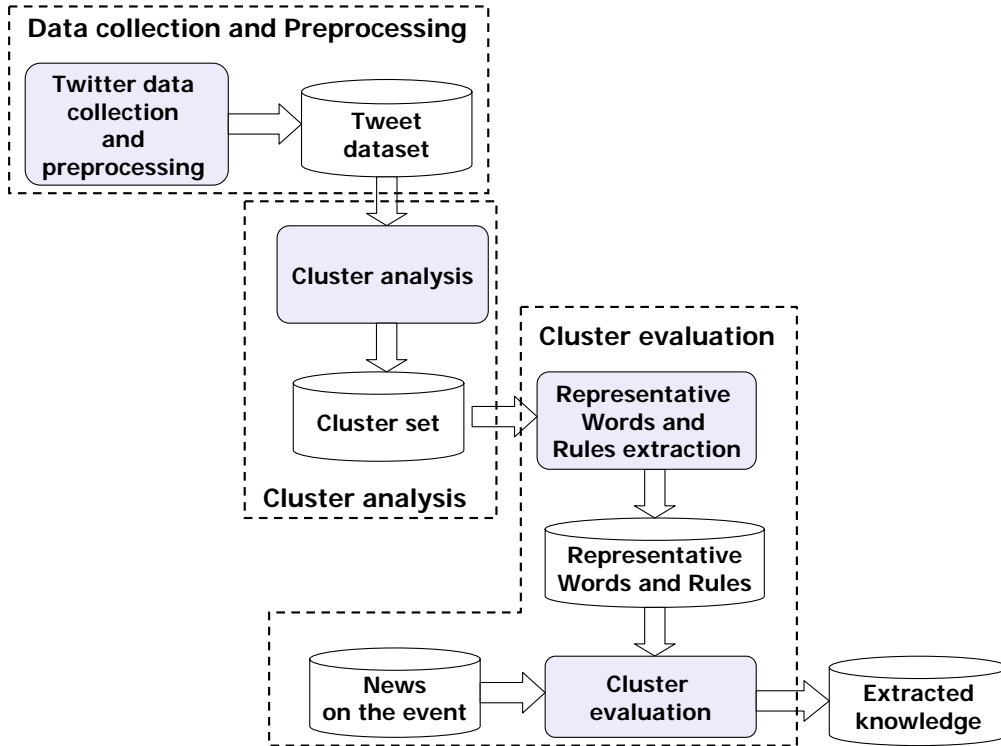 Data collection and Preprocessing
Twitter data
collection
and
preprocessing
Tweet
dataset
Cluster analysis
Cluster set
Cluster analysis
Cluster evaluation
Representative
Words and
Rules extraction
Representative
Words and Rules
News
on the event
Cluster
evaluation
Extracted
knowledge